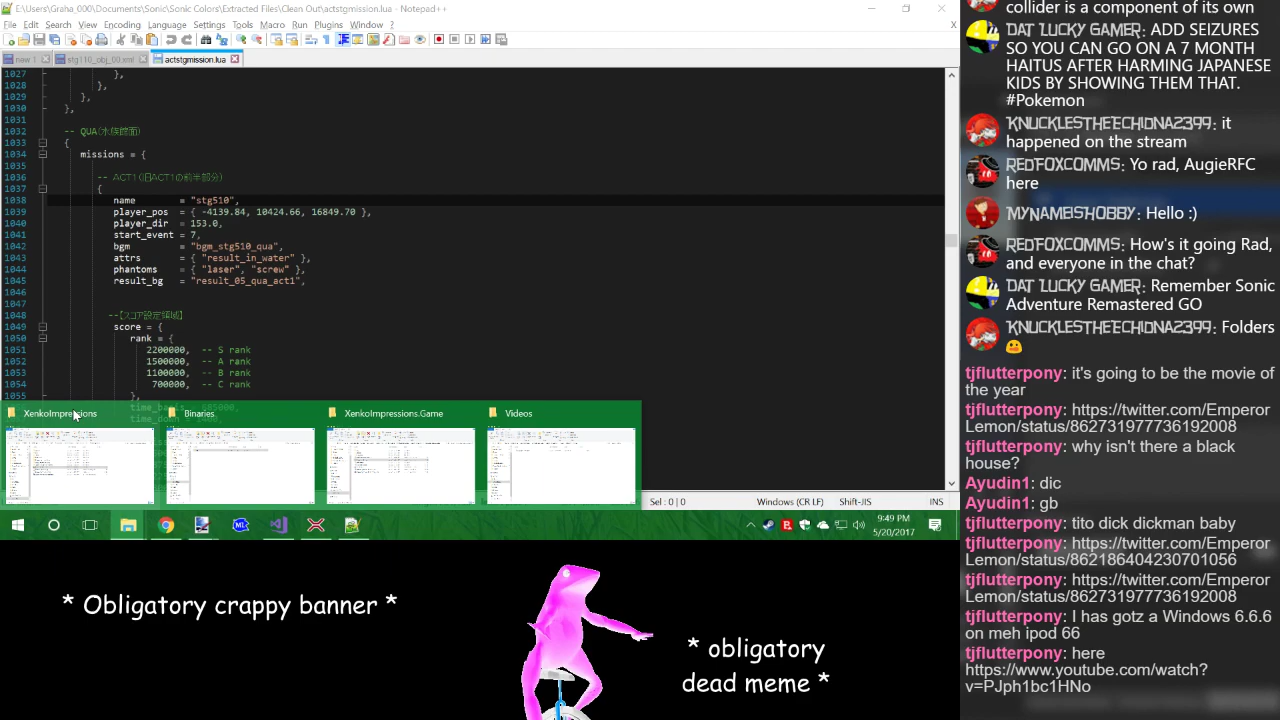 E:\Users\Graha_000\Documents\Sonic\Sonic Colors\Extracted Files\Clean Out\actstgmission.lua - Notepad++
File Edit Search View Encoding Language Settings Tools Macro Run Plugins Window ?
new 1 stg110_obj_00.xml actstgmission.lua
1027 },
1028 },
1029 },
1030 },
1031
1032 -- QUA(水族館面)
1033 {
1034 missions = {
1035
1036 -- ACT1(旧ACT1の前半部分)
1037 {
1038 name = "stg510",
1039 player_pos = { -4139.84, 10424.66, 16849.70 },
1040 player_dir = 153.0,
1041 start_event = 7,
1042 bgm = "bgm_stg510_qua",
1043 attrs = { "result_in_water" },
1044 phantoms = { "laser", "screw" },
1045 result_bg = "result_05_qua_act1",
1046
1047
1048 --【スコア設定領域】
1049 score = {
1050 rank = {
1051 2200000, -- S rank
1052 1500000, -- A rank
1053 1100000, -- B rank
1054 700000, -- C rank
1055 },
XenkoImpressions Binaries XenkoImpressions.Game Videos
Sel : 0 | 0 Windows (CR LF) Shift-JIS INS
9:49 PM
5/20/2017
* Obligatory crappy banner *
* obligatory
dead meme *
collider is a component of its own
DAT LUCKY GAMER: ADD SEIZURES
SO YOU CAN GO ON A 7 MONTH
HAITUS AFTER HARMING JAPANESE
KIDS BY SHOWING THEM THAT.
#Pokemon
KNUCKLESTHEECHIDNA2399: it
happened on the stream
REDFOXCOMMS: Yo rad, AugieRFC
here
MYNAMEISHOBBY: Hello :)
REDFOXCOMMS: How's it going Rad,
and everyone in the chat?
DAT LUCKY GAMER: Remember Sonic
Adventure Remastered GO
KNUCKLESTHEECHIDNA2399: Folders
tjflutterpony: it's going to be the movie of
the year
tjflutterpony: https://twitter.com/Emperor
Lemon/status/862731977736192008
tjflutterpony: why isn't there a black
house?
Ayudin1: dic
Ayudin1: gb
tjflutterpony: tito dick dickman baby
tjflutterpony: https://twitter.com/Emperor
Lemon/status/862186404230701056
tjflutterpony: https://twitter.com/Emperor
Lemon/status/862731977736192008
tjflutterpony: I has gotz a Windows 6.6.6
on meh ipod 66
tjflutterpony: here
https://www.youtube.com/watch?
v=PJph1bc1HNo